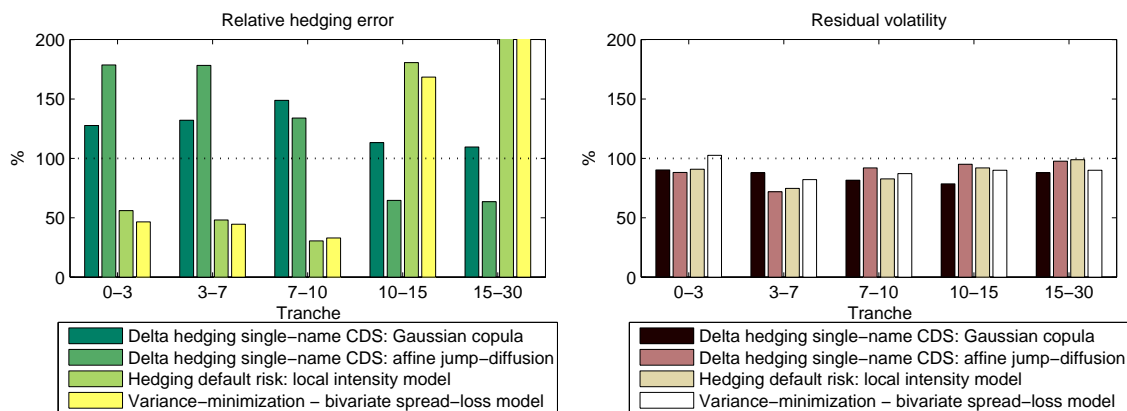 Relative hedging error
200
150
100
50
0
%
0−3 3−7 7−10 10−15 15−30
Tranche
Delta hedging single−name CDS: Gaussian copula
Delta hedging single−name CDS: affine jump−diffusion
Hedging default risk: local intensity model
Variance−minimization − bivariate spread−loss model
Residual volatility
200
150
100
50
0
%
0−3 3−7 7−10 10−15 15−30
Tranche
Delta hedging single−name CDS: Gaussian copula
Delta hedging single−name CDS: affine jump−diffusion
Hedging default risk: local intensity model
Variance−minimization − bivariate spread−loss model